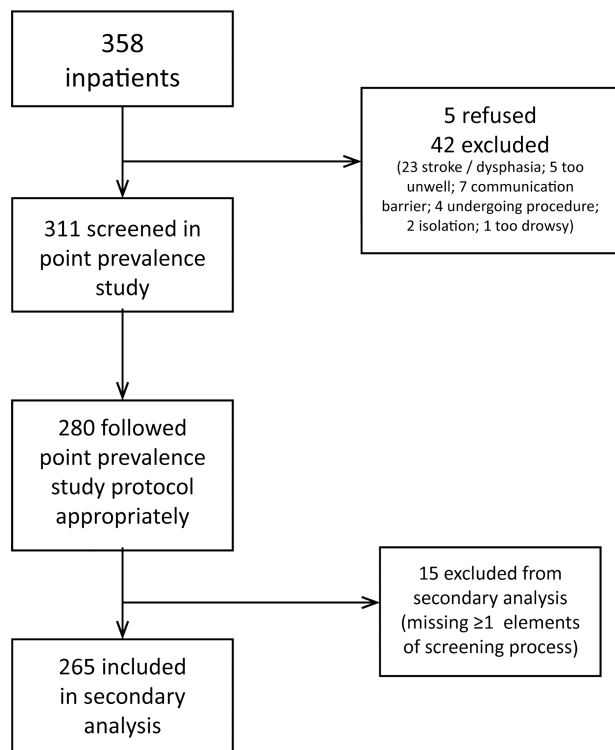 358
inpatients
5 refused
42 excluded
(23 stroke / dysphasia; 5 too
unwell; 7 communication
barrier; 4 undergoing procedure;
2 isolation; 1 too drowsy)
311 screened in
point prevalence
study
280 followed
point prevalence
study protocol
appropriately
15 excluded from
secondary analysis
(missing ≥1 elements
of screening process)
265 included
in secondary
analysis